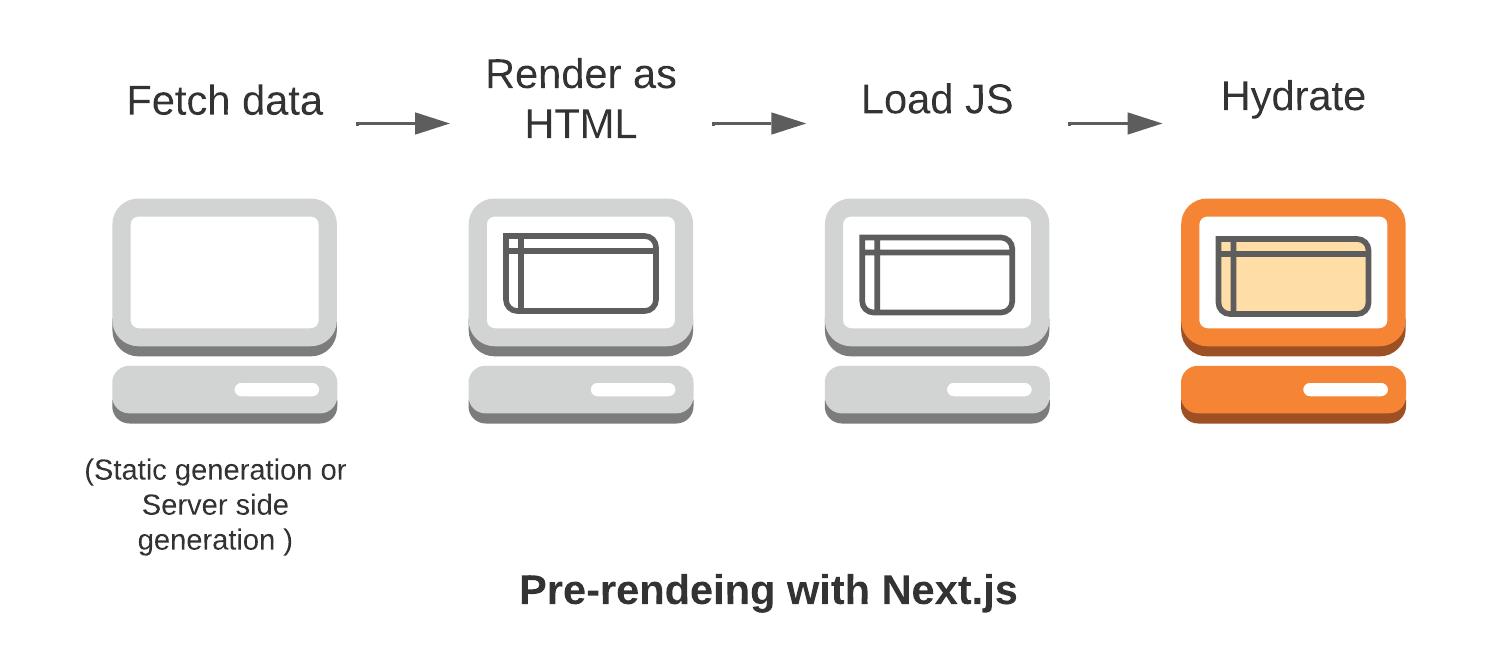 Fetch data
Render as
HTML
Load JS
Hydrate
(Static generation or
Server side
generation )
Pre-rendeing with Next.js